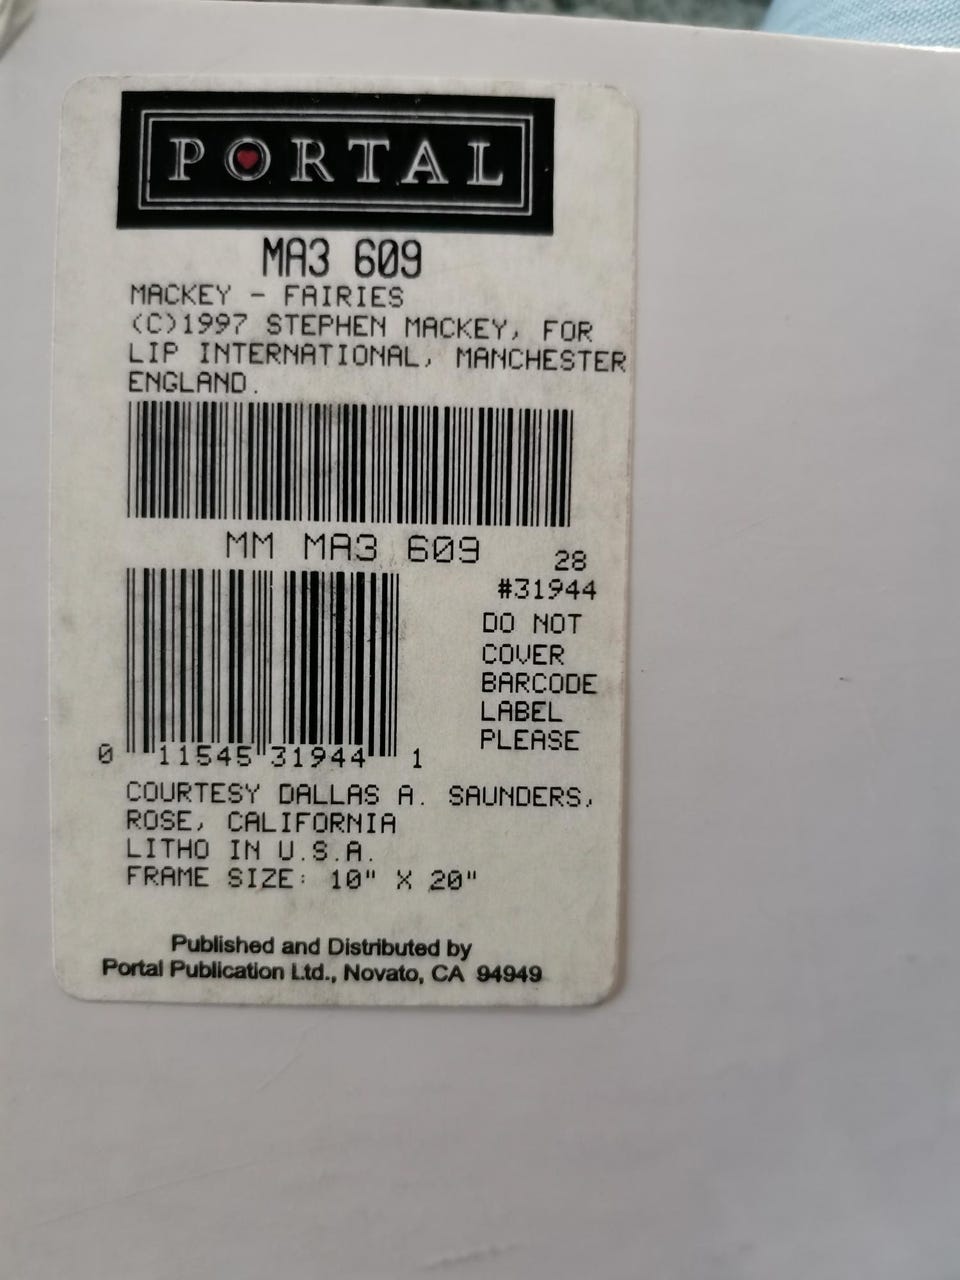 PORTAL
MA3 609
MACKEY - FAIRIES
(C)1997 STEPHEN MACKEY, FOR
LIP INTERNATIONAL, MANCHESTER
ENGLAND.
MM MA3 609
28
#31944
DO NOT
COVER
BARCODE
LABEL
PLEASE
0 11545 31944 1
COURTESY DALLAS A. SAUNDERS,
ROSE, CALIFORNIA
LITHO IN U.S.A.
FRAME SIZE: 10" X 20"
Published and Distributed by
Portal Publication Ltd., Novato, CA 94949